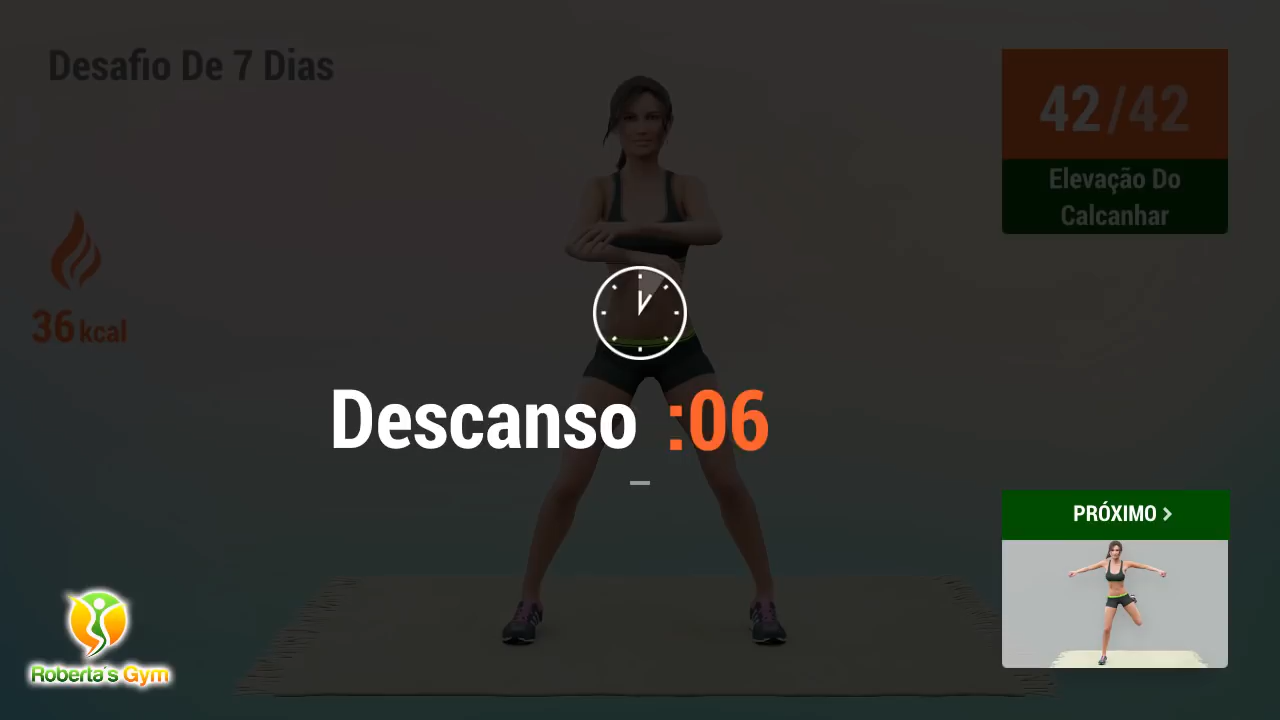 Desafio De 7 Dias
42/42
Elevação Do
Calcanhar
36 kcal
Descanso :06
PRÓXIMO >
Roberta's Gym